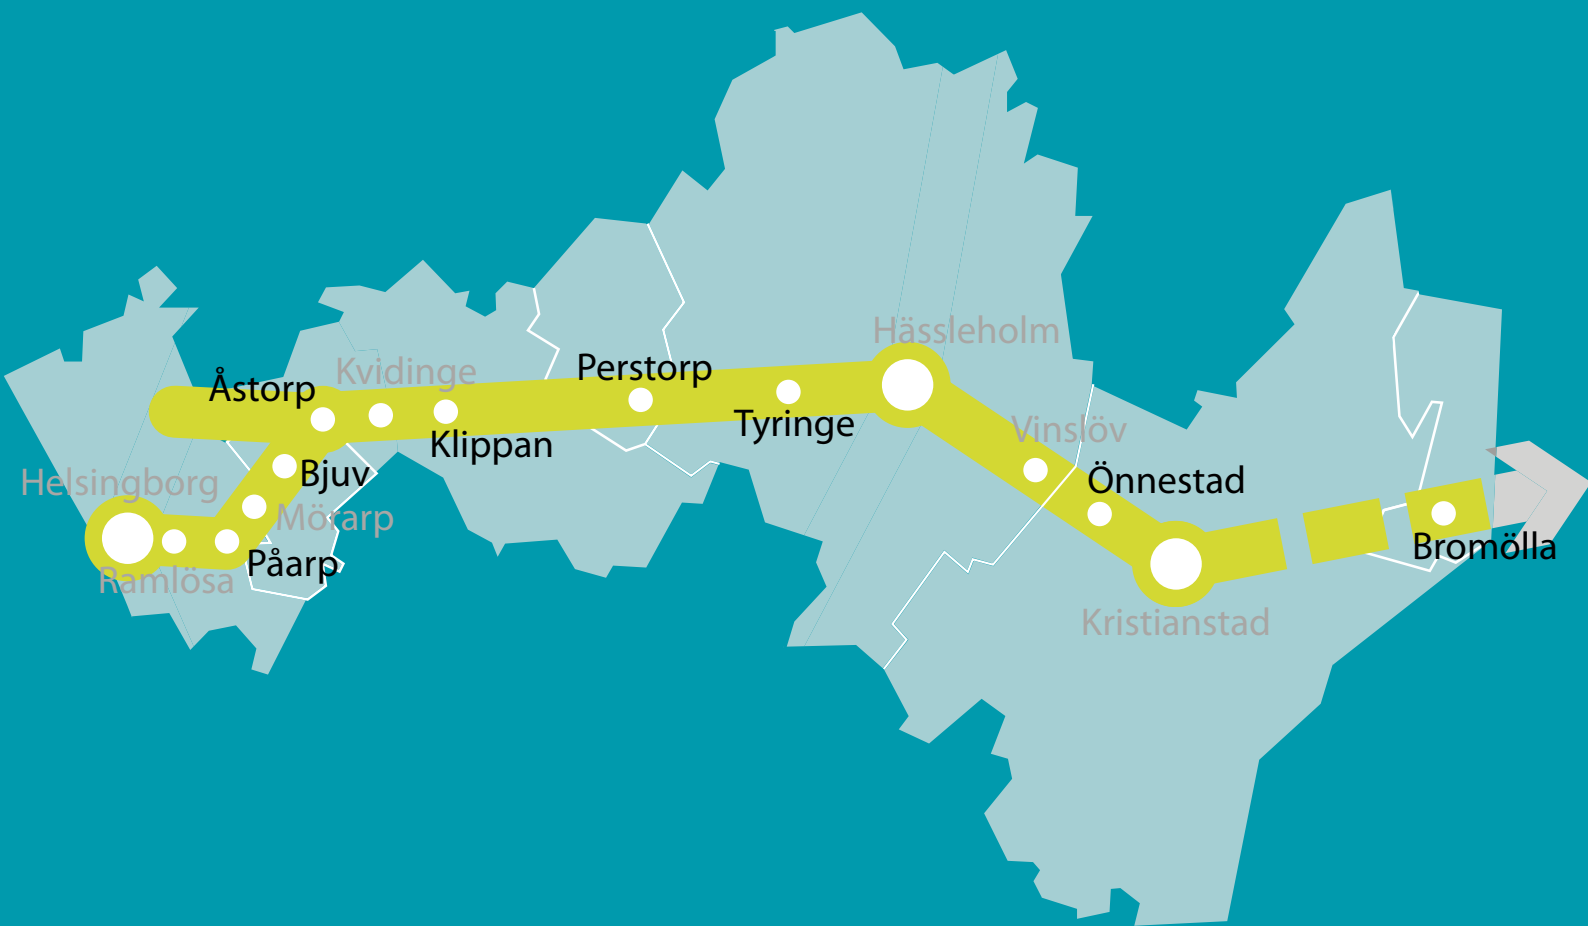 Hässleholm
Kvidinge
Perstorp
Åstorp
Tyringe
Vinslöv
Klippan
Bjuv
Helsingborg
Önnestad
Mörarp
Bromölla
Påarp
Ramlösa
Kristianstad